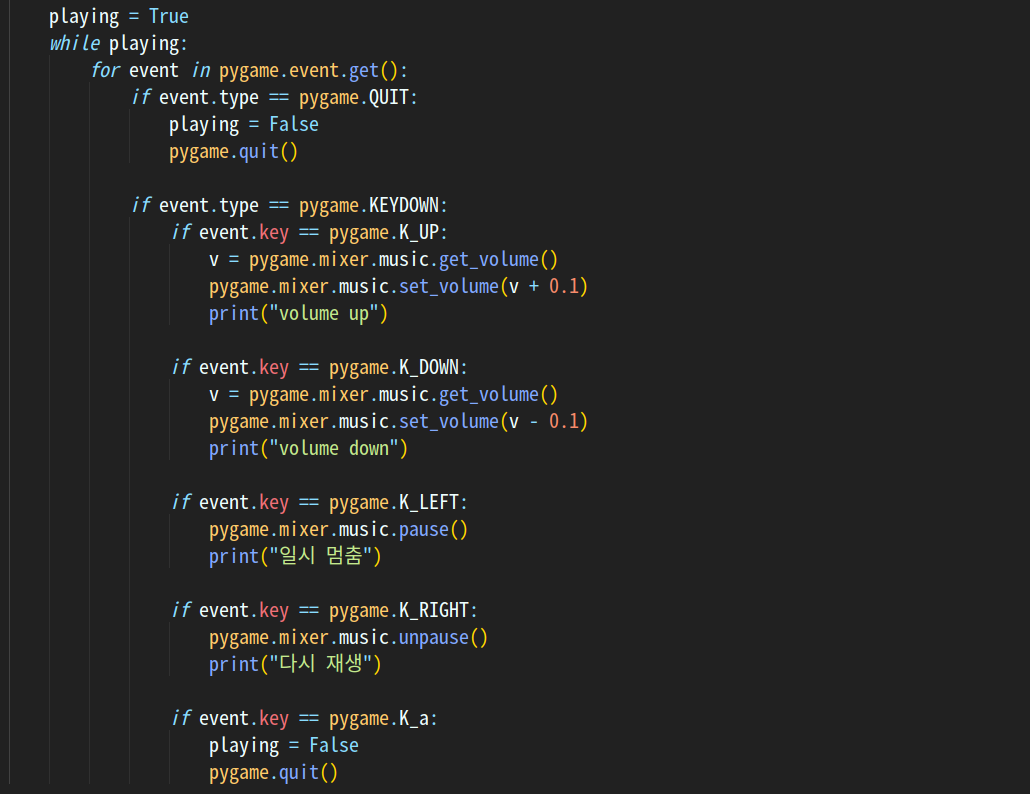 playing = True
while playing:
for event in pygame.event.get():
if event.type == pygame.QUIT:
playing = False
pygame.quit()
if event.type == pygame.KEYDOWN:
if event.key == pygame.K_UP:
v = pygame.mixer.music.get_volume()
pygame.mixer.music.set_volume(v + 0.1)
print("volume up")
if event.key == pygame.K_DOWN:
v = pygame.mixer.music.get_volume()
pygame.mixer.music.set_volume(v - 0.1)
print("volume down")
if event.key == pygame.K_LEFT:
pygame.mixer.music.pause()
print("일시 멈춤")
if event.key == pygame.K_RIGHT:
pygame.mixer.music.unpause()
print("다시 재생")
if event.key == pygame.K_a:
playing = False
pygame.quit()